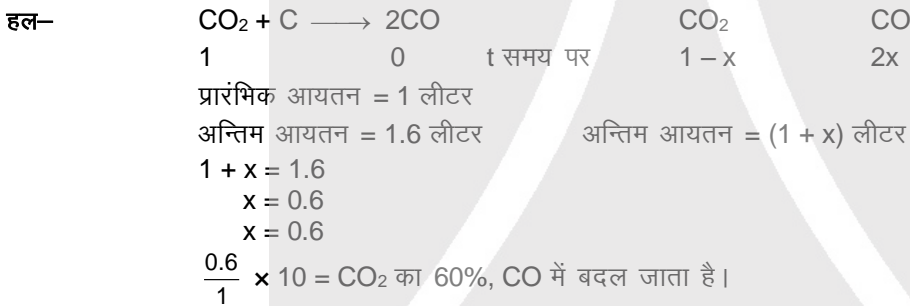 हल– CO₂ + C ⟶ 2CO CO₂ CO
1 0 t समय पर 1 – x 2x
प्रारंभिक आयतन = 1 लीटर
अन्तिम आयतन = 1.6 लीटर अन्तिम आयतन = (1 + x) लीटर
1 + x = 1.6
x = 0.6
x = 0.6
0.6/1 × 10 = CO₂ का 60%, CO में बदल जाता है।